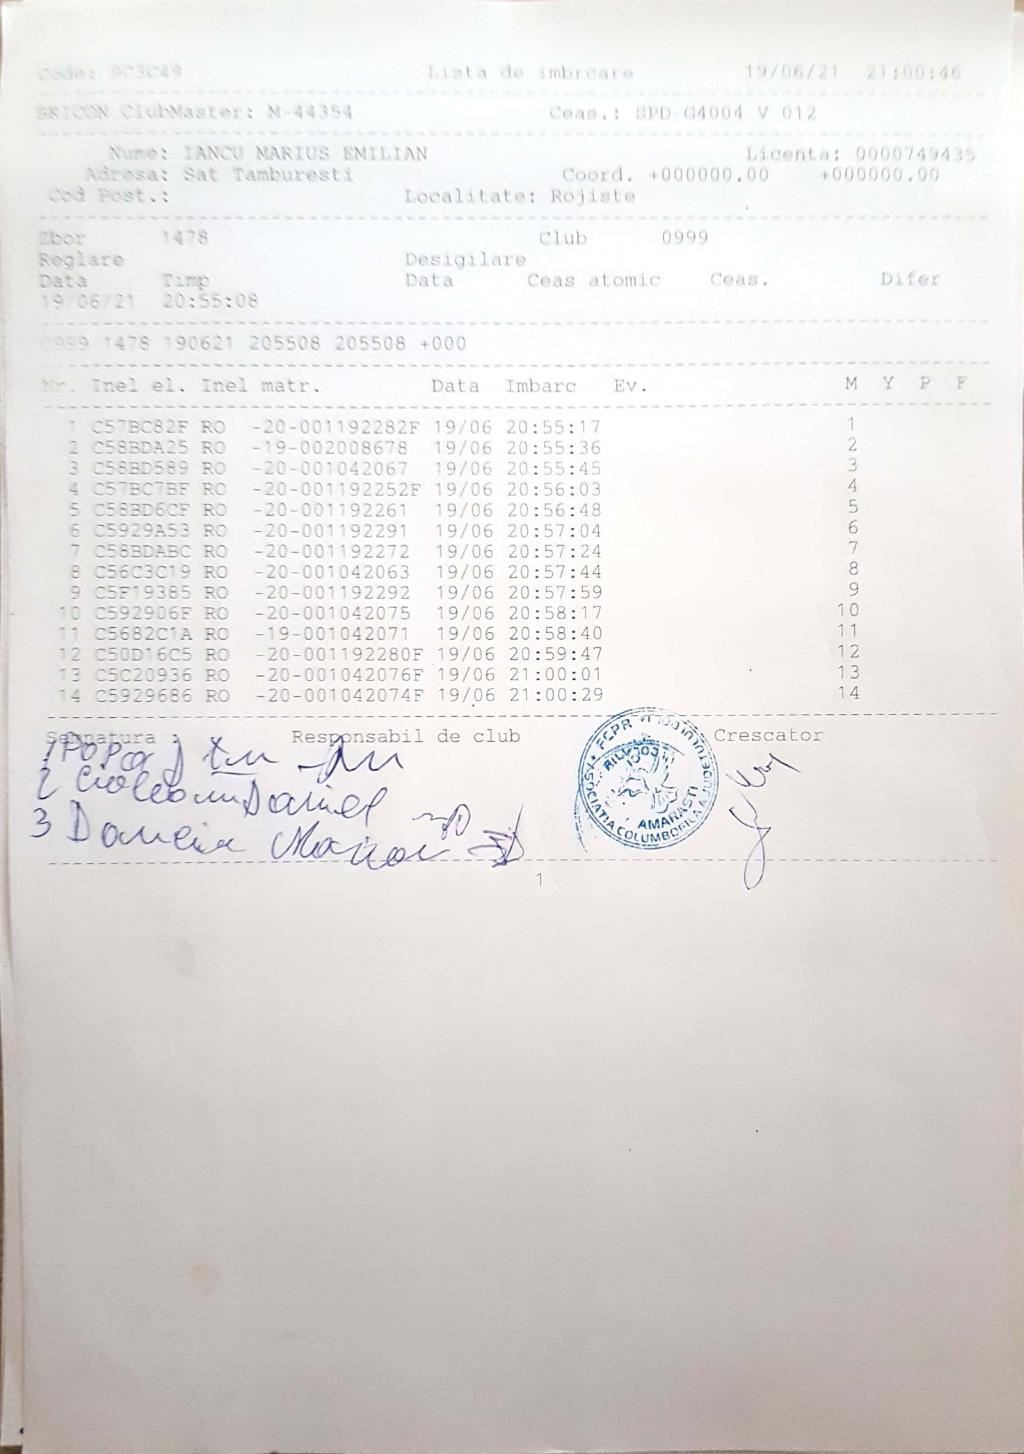 Code: 9C3C49 Lista de imbrcare 19/06/21 21:00:46
BRICON ClubMaster: M-44354 Ceas.: SPD-G4004 V 012
Nume: IANCU MARIUS EMILIAN Licenta: 0000749435
Adresa: Sat Tamburesti Coord. +000000.00 +000000.00
Cod Post.: Localitate: Rojiste
Zbor 1478 Club 0999
Reglare Desigilare
Data Timp Data Ceas atomic Ceas. Difer
19/06/21 20:55:08
0999 1478 190621 205508 205508 +000
Nr. Inel el. Inel matr. Data Imbarc Ev. M Y P F
1 C57BC82F RO -20-001192282F 19/06 20:55:17 1
2 C58BDA25 RO -19-002008678 19/06 20:55:36 2
3 C58BD589 RO -20-001042067 19/06 20:55:45 3
4 C57BC7BF RO -20-001192252F 19/06 20:56:03 4
5 C58BD6CF RO -20-001192261 19/06 20:56:48 5
6 C5929A53 RO -20-001192291 19/06 20:57:04 6
7 C58BDABC RO -20-001192272 19/06 20:57:24 7
8 C56C3C19 RO -20-001042063 19/06 20:57:44 8
9 C5F19385 RO -20-001192292 19/06 20:57:59 9
10 C592906F RO -20-001042075 19/06 20:58:17 10
11 C5682C1A RO -19-001042071 19/06 20:58:40 11
12 C50D16C5 RO -20-001192280F 19/06 20:59:47 12
13 C5C20936 RO -20-001042076F 19/06 21:00:01 13
14 C5929686 RO -20-001042074F 19/06 21:00:29 14
Semnatura : Responsabil de club Crescator
1 Popa
2 Daniel
3
FCPR
AMARASTI
ASOCIATIA COLUMBOFILA A JUDETULUI DOLJ
1